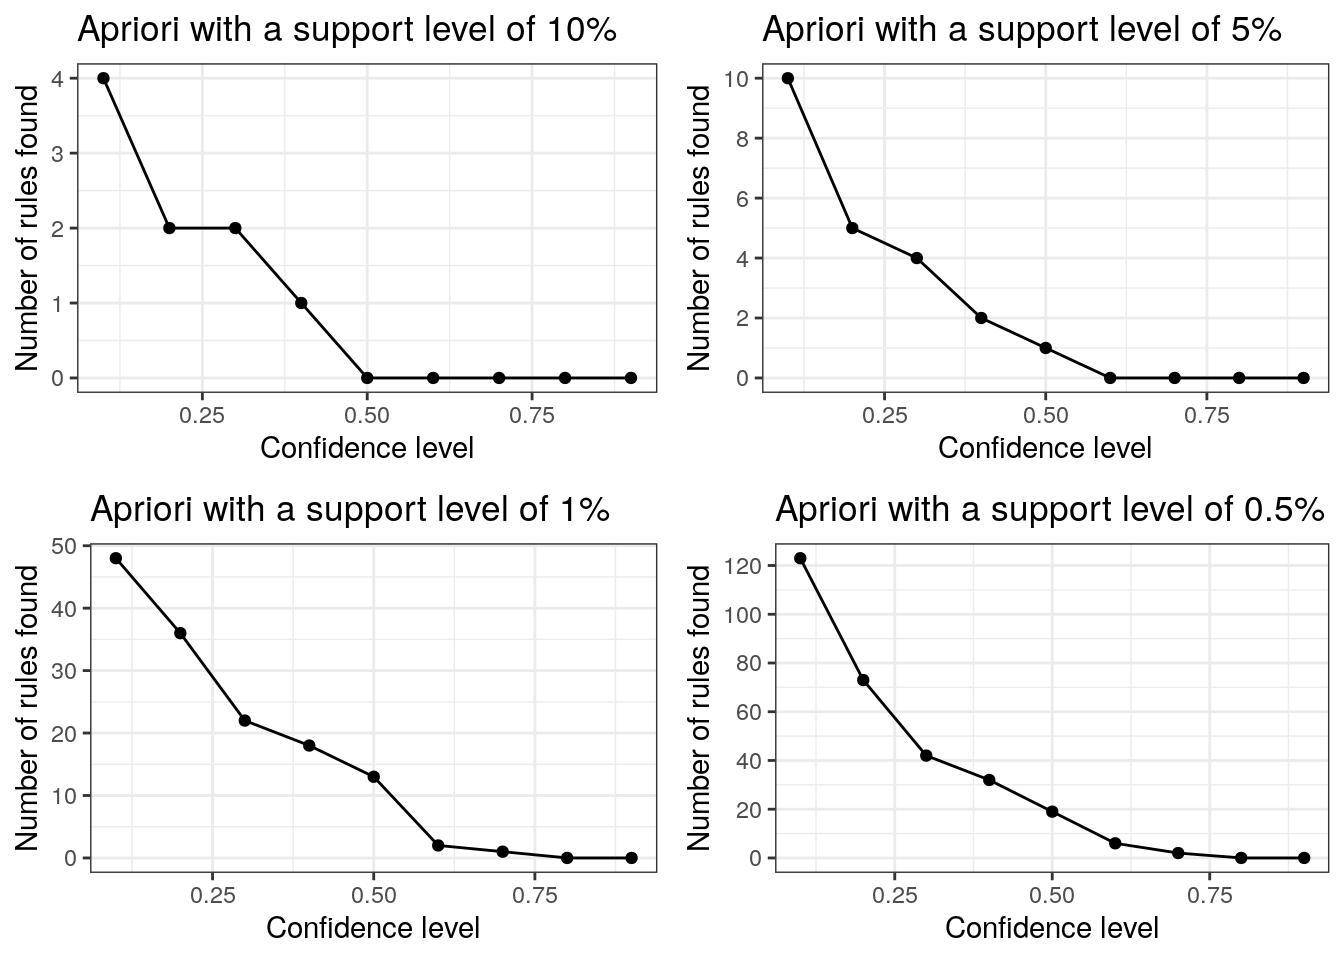 Apriori with a support level of 10%
Number of rules found
4
3
2
1
0
0.25 0.50 0.75
Confidence level
Apriori with a support level of 5%
Number of rules found
10
8
6
4
2
0
0.25 0.50 0.75
Confidence level
Apriori with a support level of 1%
Number of rules found
50
40
30
20
10
0
0.25 0.50 0.75
Confidence level
Apriori with a support level of 0.5%
Number of rules found
120
100
80
60
40
20
0
0.25 0.50 0.75
Confidence level